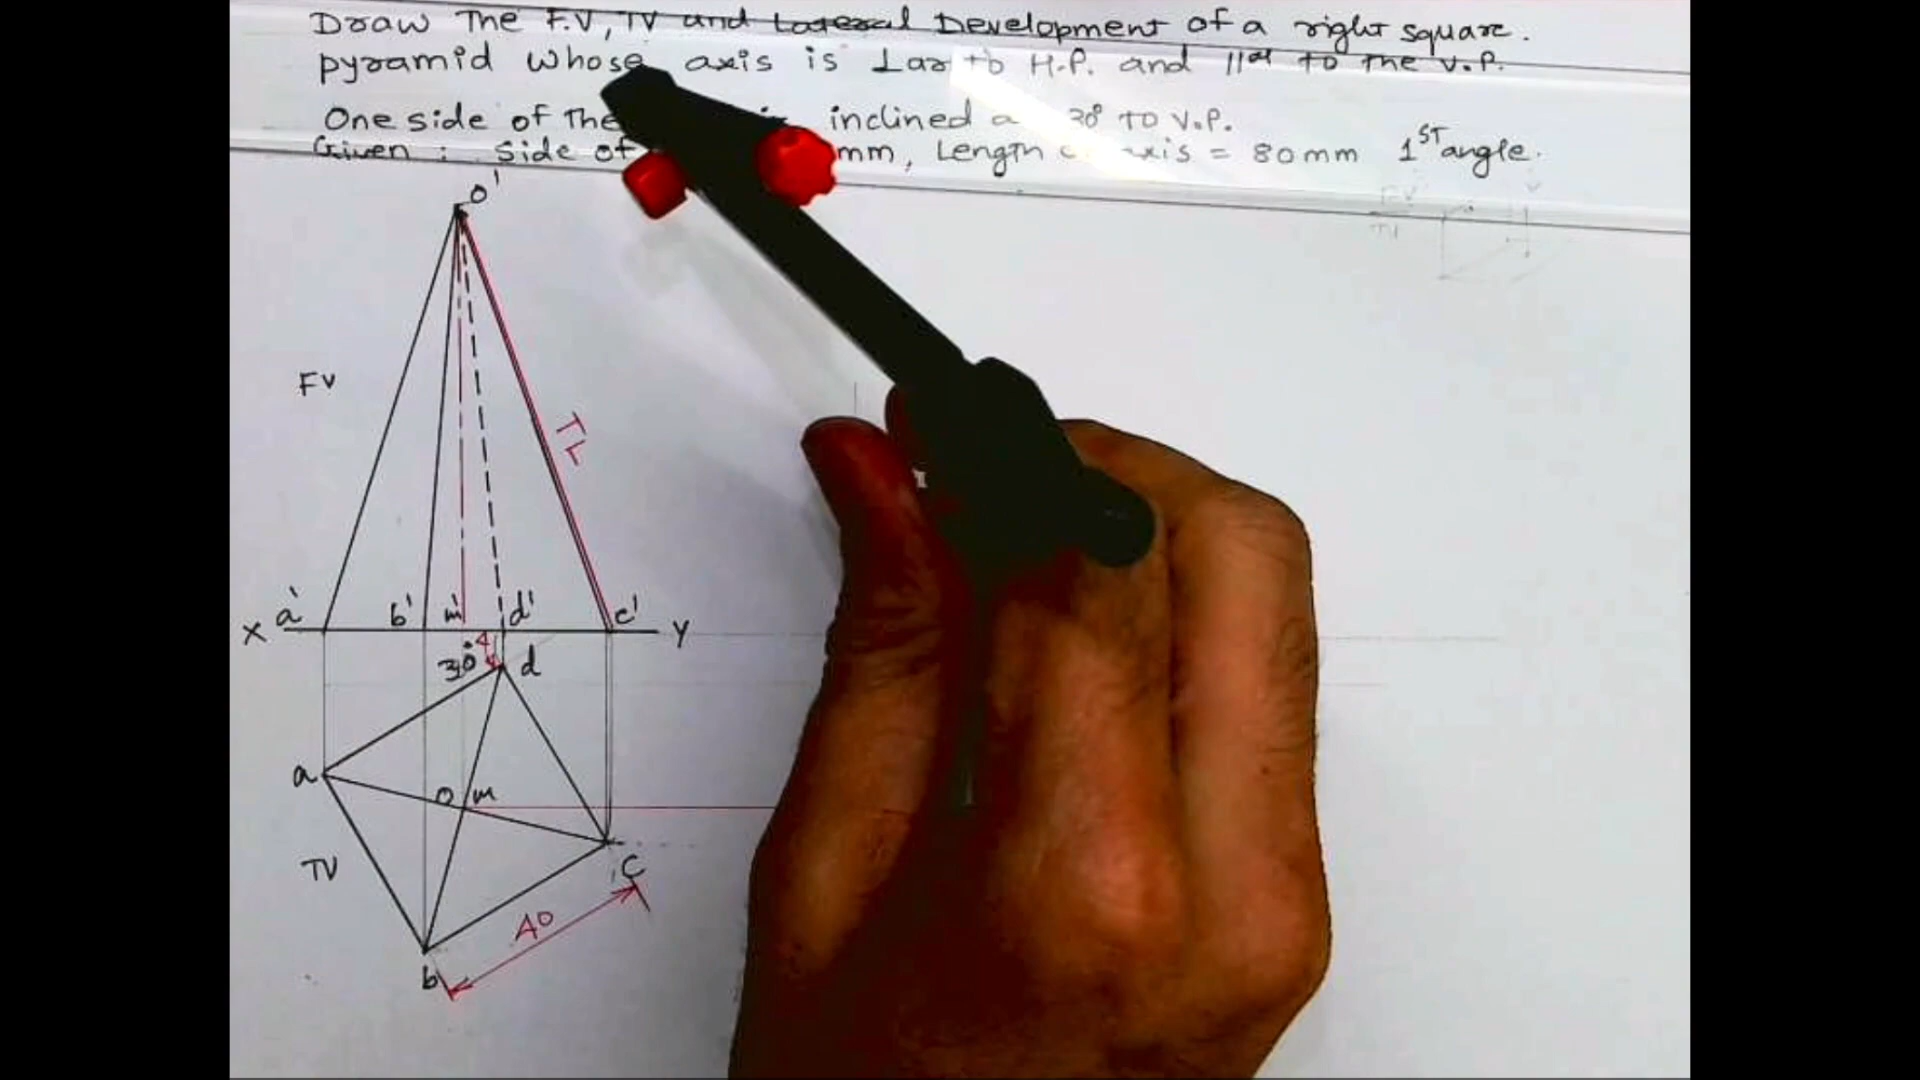 Draw The F.V, TV and Lateral Development of a right square.
pyramid whose axis is ⊥ar to H.P. and 11al to the V.P.
One side of the inclined a 30° TO V.P.
Given: side of mm, Length axis = 80mm 1ST angle.
o'
FV
TL
X a' b' m' d' c' Y
30° d
a o m
TV
c
40
b